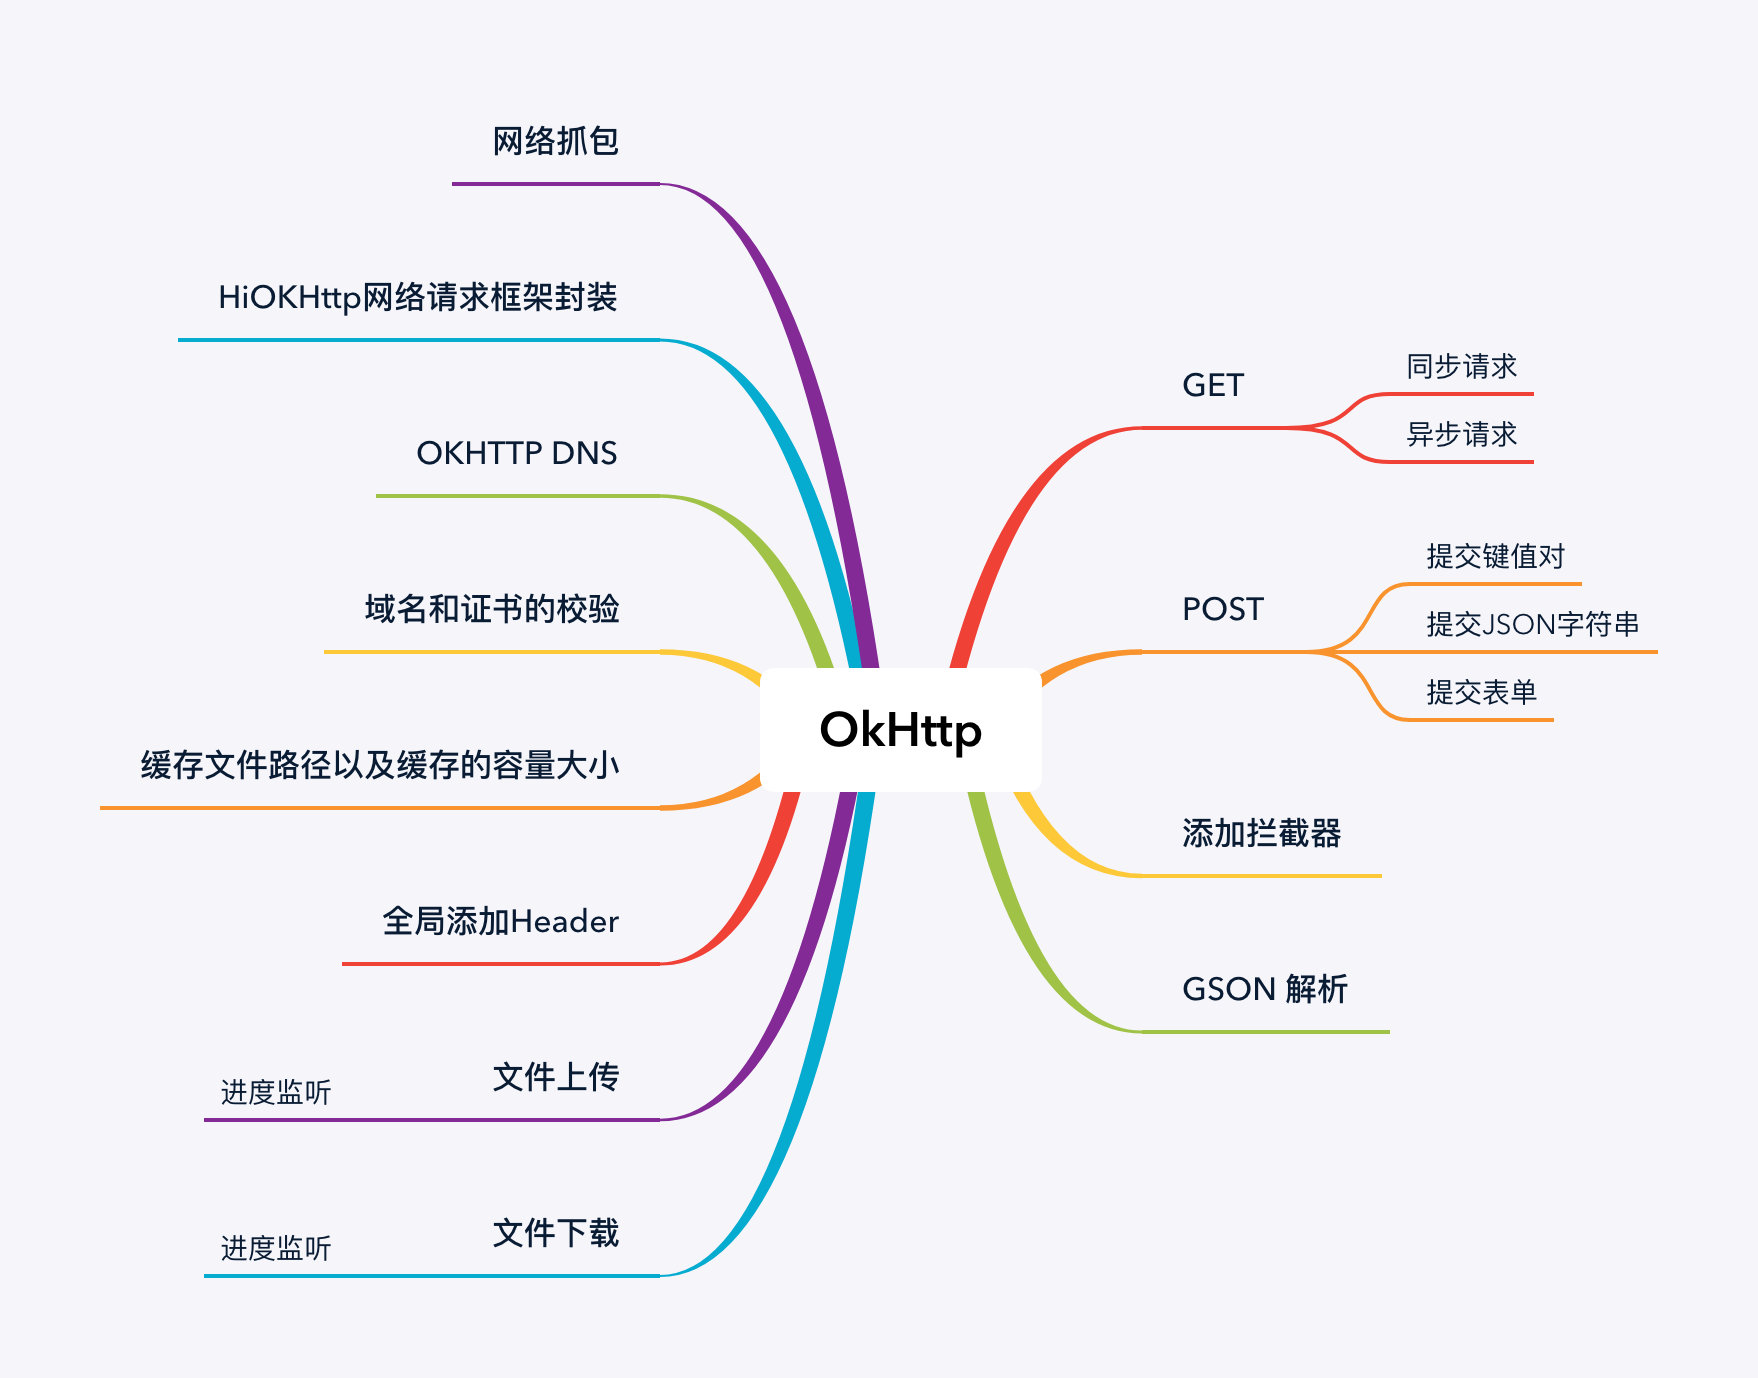 OkHttp
GET
同步请求
异步请求
POST
提交键值对
提交JSON字符串
提交表单
添加拦截器
GSON 解析
网络抓包
HiOKHttp网络请求框架封装
OKHTTP DNS
域名和证书的校验
缓存文件路径以及缓存的容量大小
全局添加Header
文件上传
进度监听
文件下载
进度监听